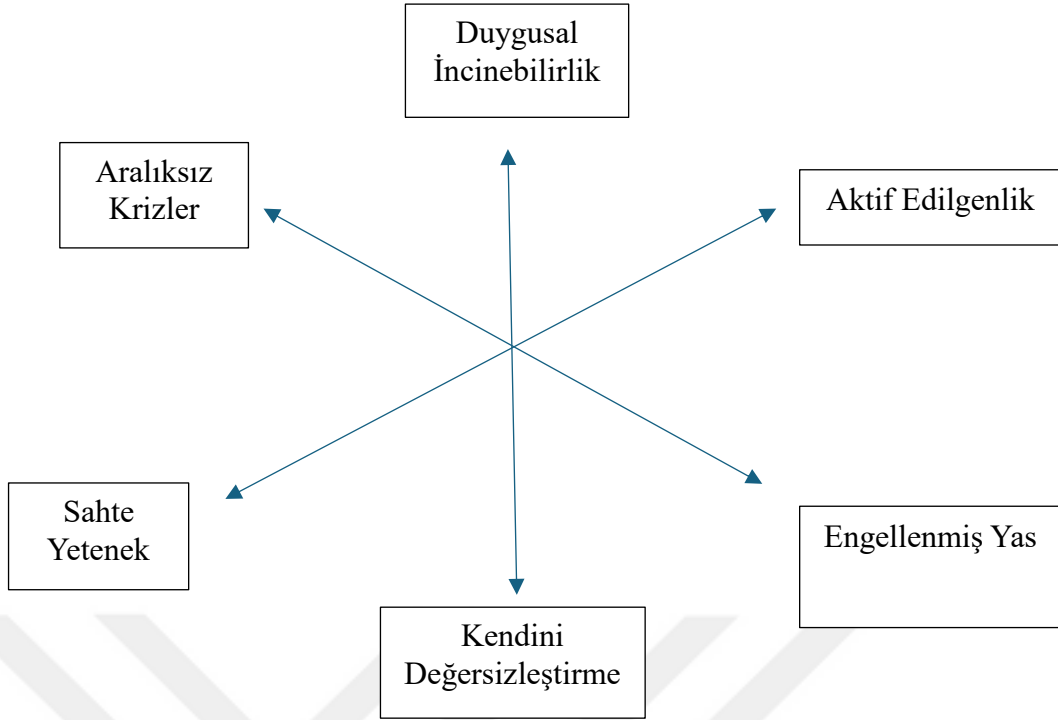 Duygusal
İncinebilirlik
Aralıksız
Krizler
Aktif Edilgenlik
Sahte
Yetenek
Engellenmiş Yas
Kendini
Değersizleştirme